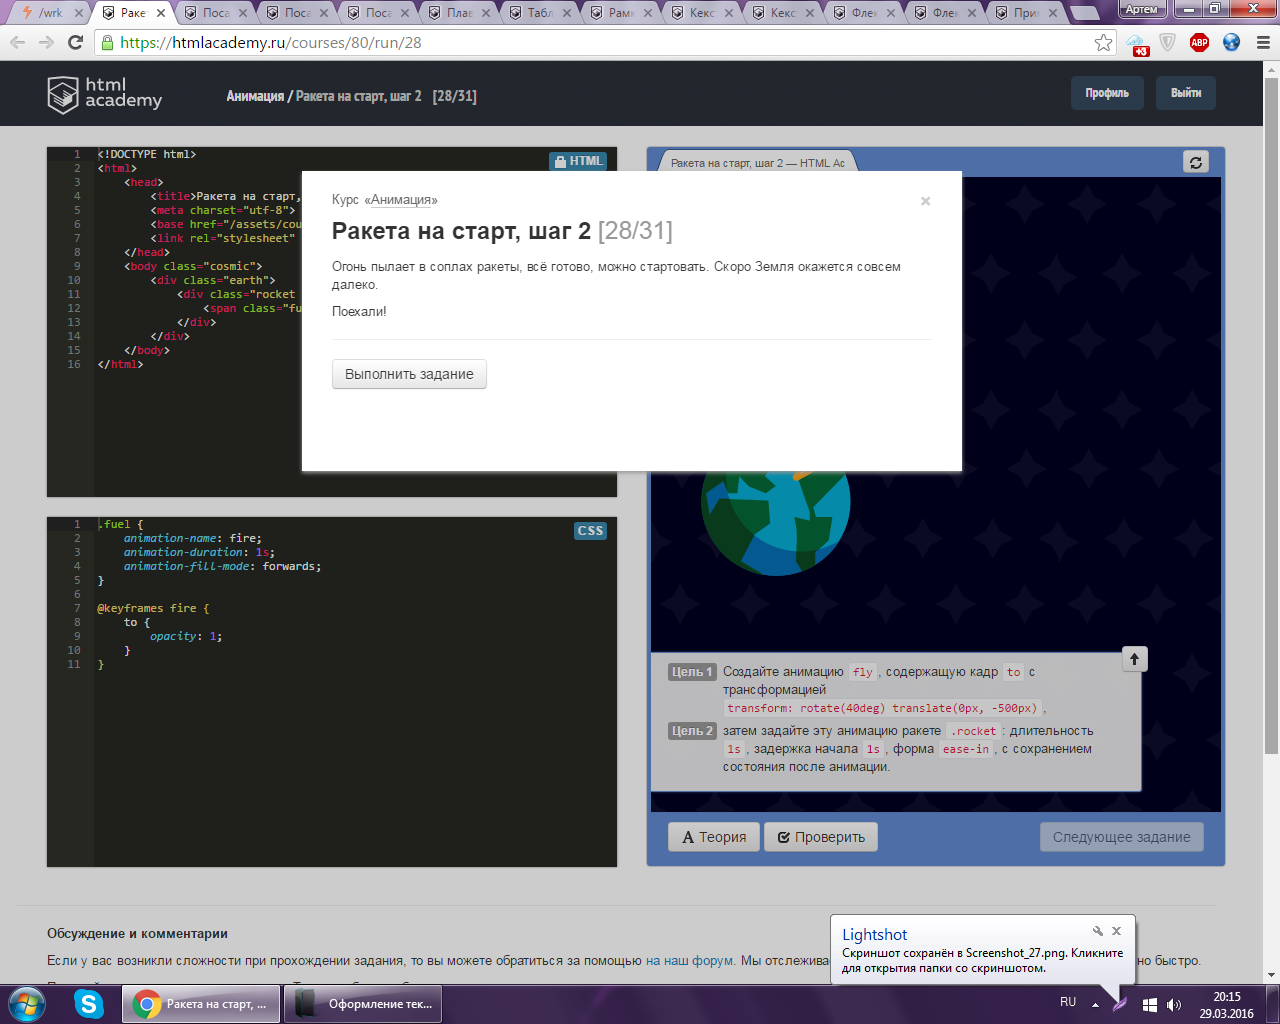 /wrk
Раке
Поса
Поса
Поса
Плав
Табл
Рамк
Кекс
Кекс
Флек
Флек
При
Артем
https://htmlacademy.ru/courses/80/run/28
+3
ABP
html
academy
Анимация / Ракета на старт, шаг 2 [28/31]
Профиль
Выйти
1 <!DOCTYPE html>
HTML
2 <html>
3 <head>
4 <title>Ракета на старт,
5 <meta charset="utf-8">
6 <base href="/assets/cou
7 <link rel="stylesheet"
8 </head>
9 <body class="cosmic">
10 <div class="earth">
11 <div class="rocket
12 <span class="fu
13 </div>
14 </div>
15 </body>
16 </html>
Ракета на старт, шаг 2 — HTML Ac
Курс «Анимация»
×
Ракета на старт, шаг 2 [28/31]
Огонь пылает в соплах ракеты, всё готово, можно стартовать. Скоро Земля окажется совсем
далеко.
Поехали!
Выполнить задание
CSS
1 .fuel {
2 animation-name: fire;
3 animation-duration: 1s;
4 animation-fill-mode: forwards;
5 }
6
7 @keyframes fire {
8 to {
9 opacity: 1;
10 }
11 }
Цель 1 Создайте анимацию fly, содержащую кадр to с
трансформацией
transform: rotate(40deg) translate(0px, -500px),
Цель 2 затем задайте эту анимацию ракете .rocket: длительность
1s, задержка начала 1s, форма ease-in, с сохранением
состояния после анимации.
A Теория
Проверить
Следующее задание
Обсуждение и комментарии
Если у вас возникли сложности при прохождении задания, то вы можете обратиться за помощью на наш форум. Мы отслежива
но быстро.
Lightshot
Скриншот сохранён в Screenshot_27.png. Кликните
для открытия папки со скриншотом.
Ракета на старт, ...
Оформление тек...
RU
20:15
29.03.2016